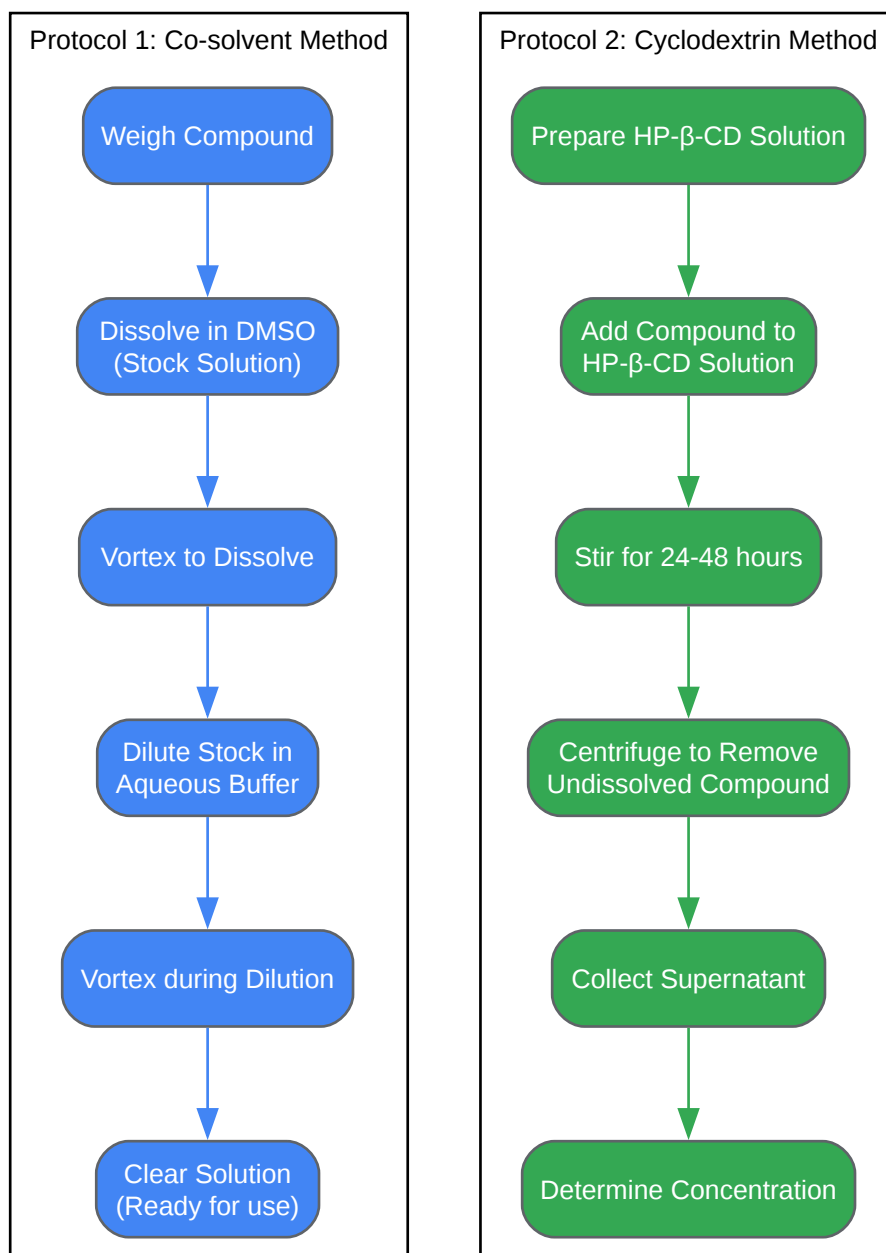 Protocol 1: Co-solvent Method
Weigh Compound
Dissolve in DMSO
(Stock Solution)
Vortex to Dissolve
Dilute Stock in
Aqueous Buffer
Vortex during Dilution
Clear Solution
(Ready for use)
Protocol 2: Cyclodextrin Method
Prepare HP-β-CD Solution
Add Compound to
HP-β-CD Solution
Stir for 24-48 hours
Centrifuge to Remove
Undissolved Compound
Collect Supernatant
Determine Concentration